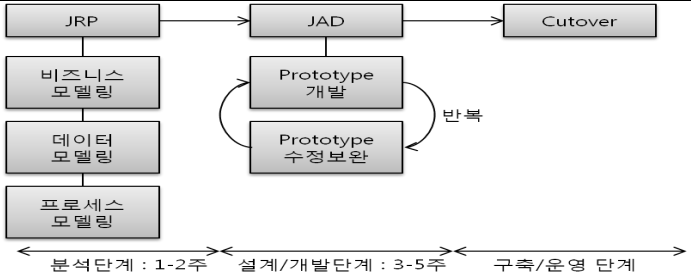 JRP
JAD
Cutover
비즈니스
모델링
Prototype
개발
반복
데이터
모델링
Prototype
수정보완
프로세스
모델링
분석단계 : 1-2주
설계/개발단계 : 3-5주
구축/운영 단계